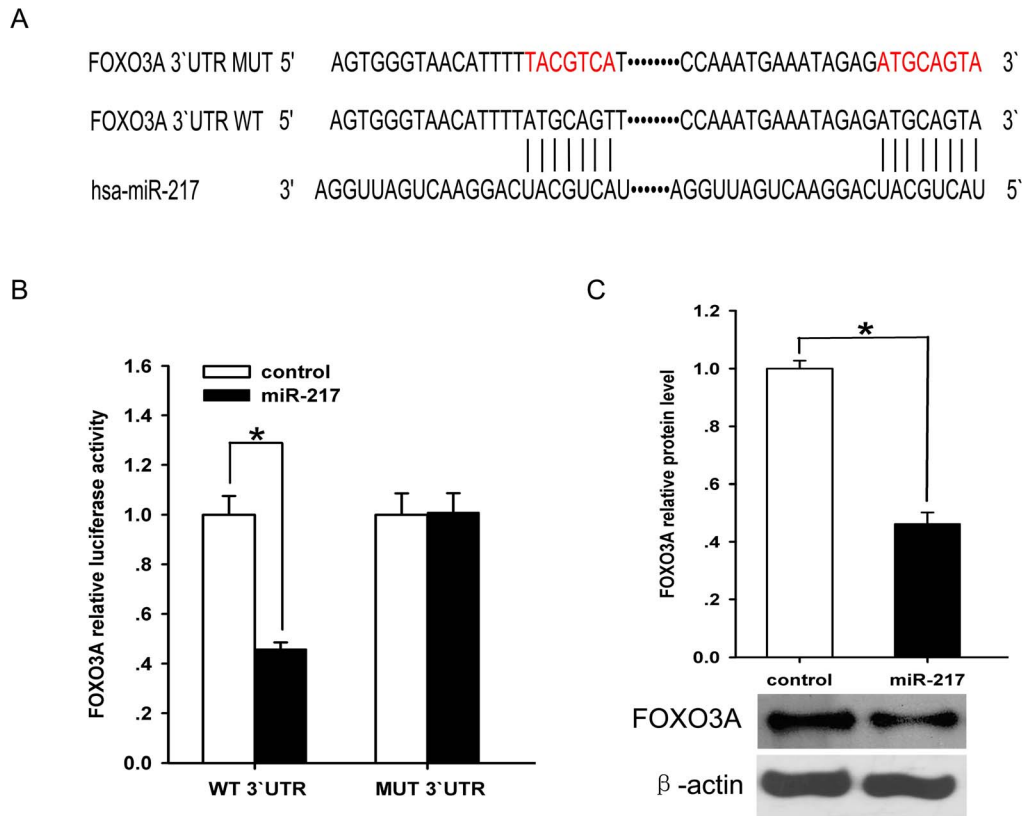 A
FOXO3A 3`UTR MUT 5' AGTGGGTAACATTTTTACGTCAT••••••••CCAAATGAAATAGAGATGCAGTA 3`
FOXO3A 3`UTR WT 5' AGTGGGTAACATTTTATGCAGTT••••••••CCAAATGAAATAGAGATGCAGTA 3`
hsa-miR-217 3' AGGUUAGUCAAGGACUACGUCAU••••••AGGUUAGUCAAGGACUACGUCAU 5`
B
FOXO3A relative luciferase activity
1.6
1.4
1.2
1.0
.8
.6
.4
.2
0.0
control
miR-217
*
WT 3`UTR MUT 3`UTR
C
FOXO3A relative protein level
1.2
1.0
.8
.6
.4
.2
0.0
*
control miR-217
FOXO3A
β-actin